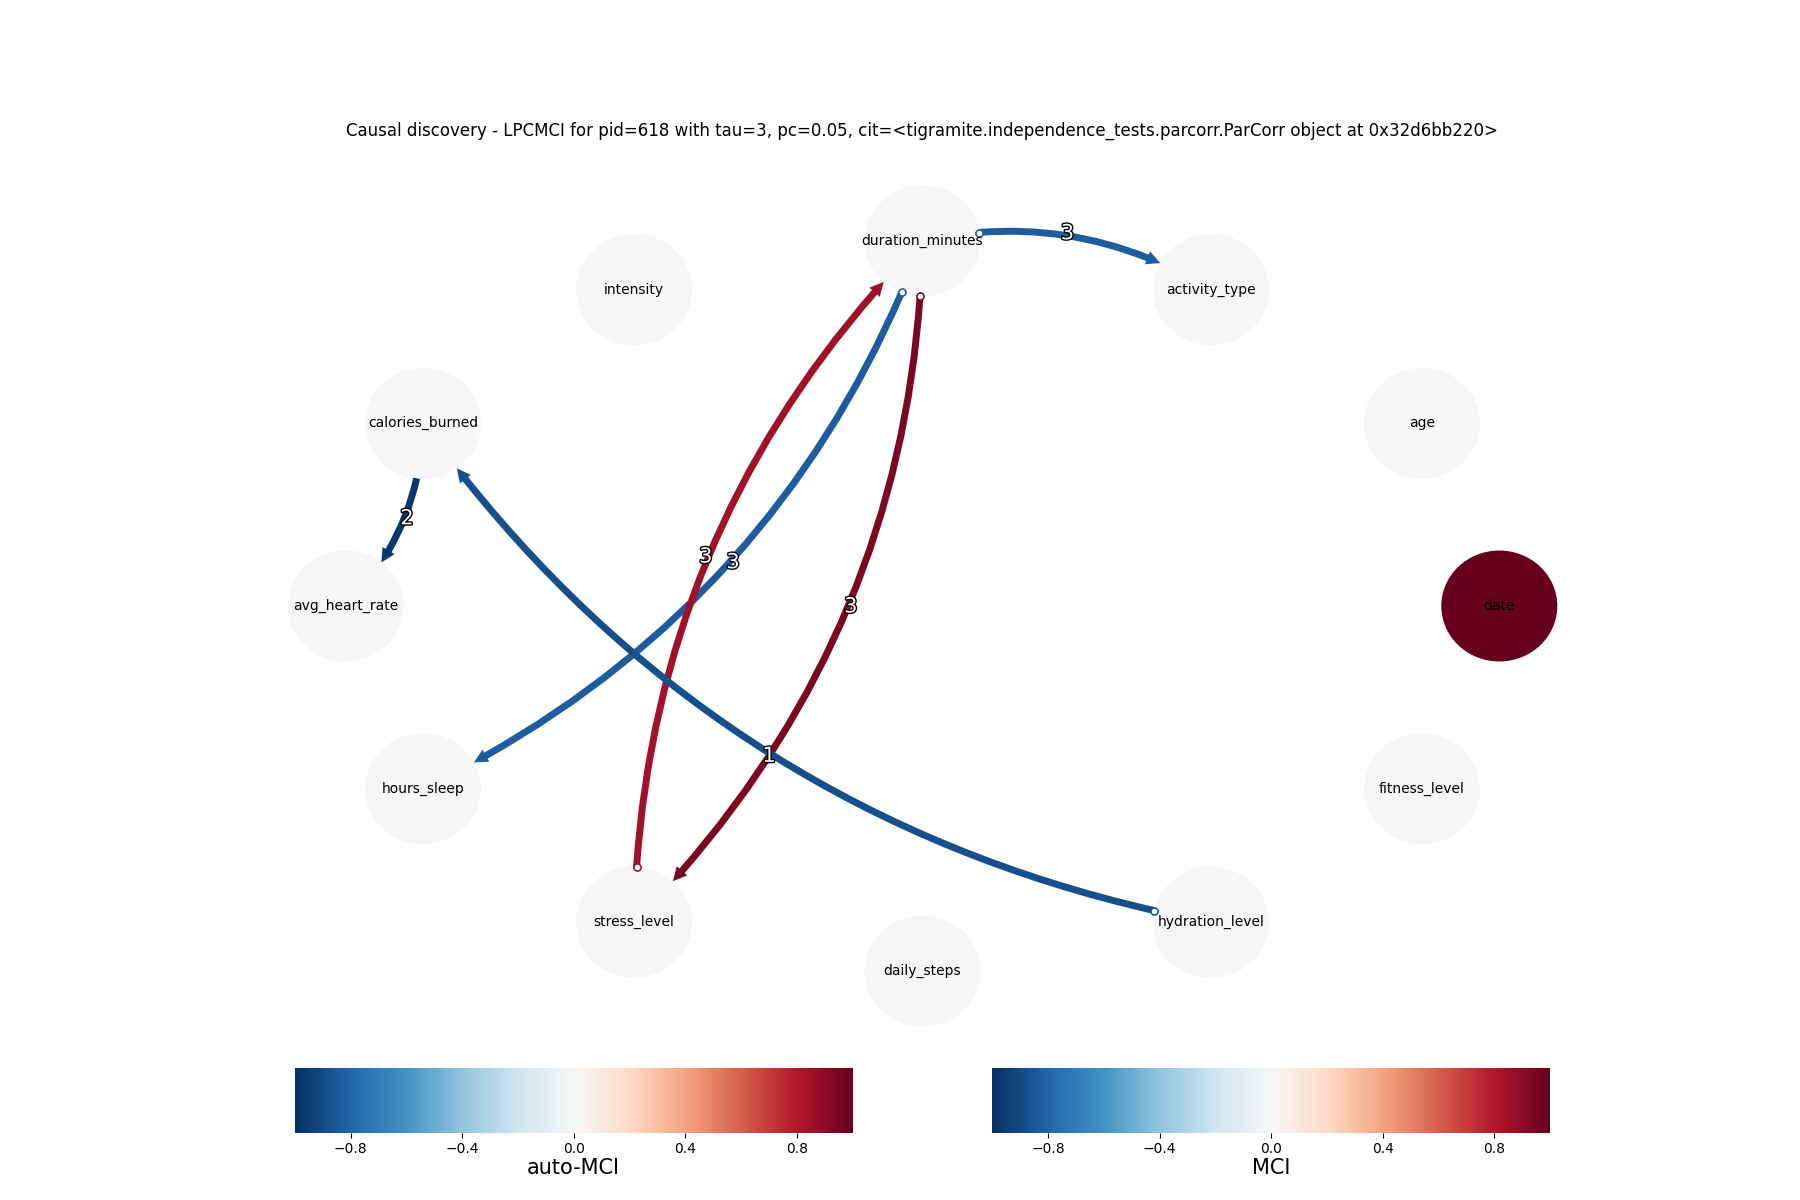 Causal discovery - LPCMCI for pid=618 with tau=3, pc=0.05, cit=<tigramite.independence_tests.parcorr.ParCorr object at 0x32d6bb220>
duration_minutes
3
intensity
activity_type
calories_burned
age
2
3
3
avg_heart_rate
3
date
1
hours_sleep
fitness_level
stress_level
hydration_level
daily_steps
−0.8 −0.4 0.0 0.4 0.8
auto-MCI
−0.8 −0.4 0.0 0.4 0.8
MCI